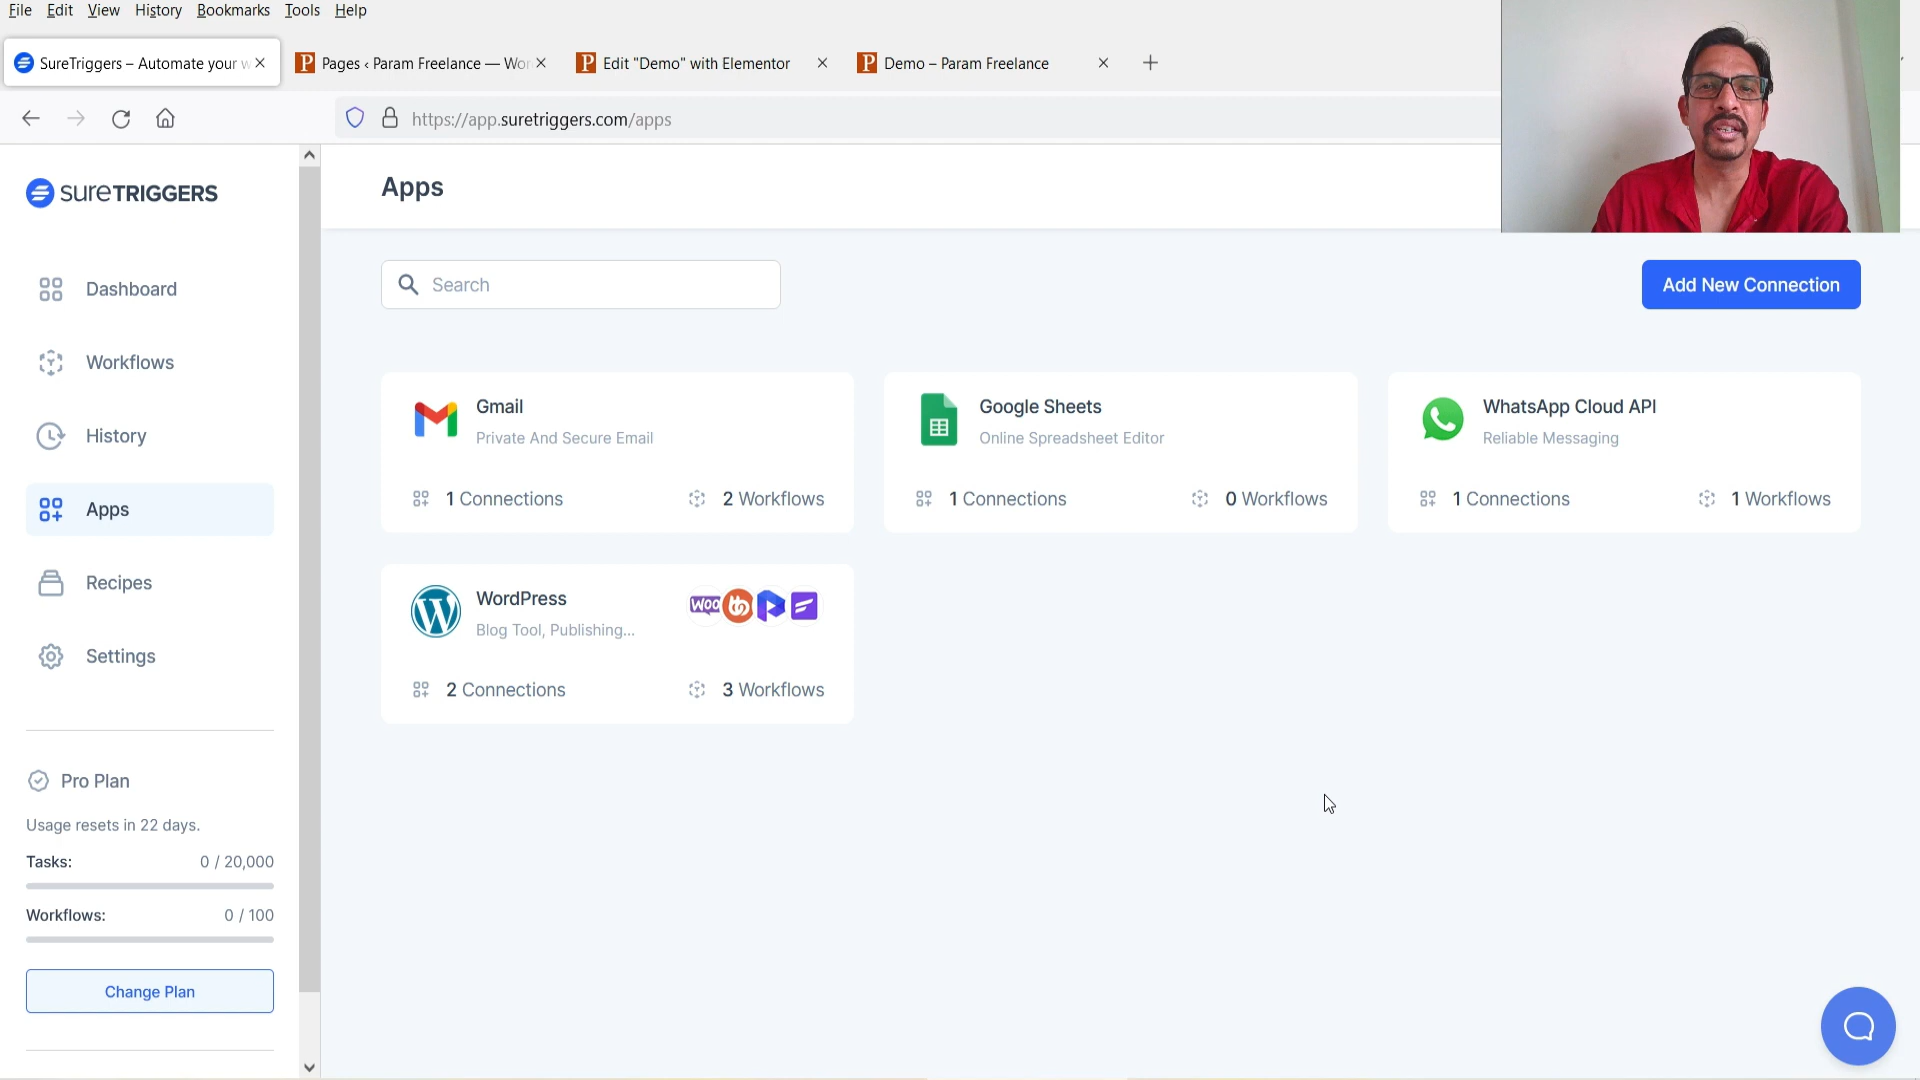 File Edit View History Bookmarks Tools Help
SureTriggers – Automate your w
Pages ‹ Param Freelance — Wor
Edit "Demo" with Elementor
Demo – Param Freelance
https://app.suretriggers.com/apps
sureTRIGGERS
Apps
Search
Add New Connection
Dashboard
Workflows
History
Apps
Recipes
Settings
Gmail
Private And Secure Email
1 Connections
2 Workflows
Google Sheets
Online Spreadsheet Editor
1 Connections
0 Workflows
WhatsApp Cloud API
Reliable Messaging
1 Connections
1 Workflows
WordPress
Blog Tool, Publishing...
Woo
2 Connections
3 Workflows
Pro Plan
Usage resets in 22 days.
Tasks: 0 / 20,000
Workflows: 0 / 100
Change Plan